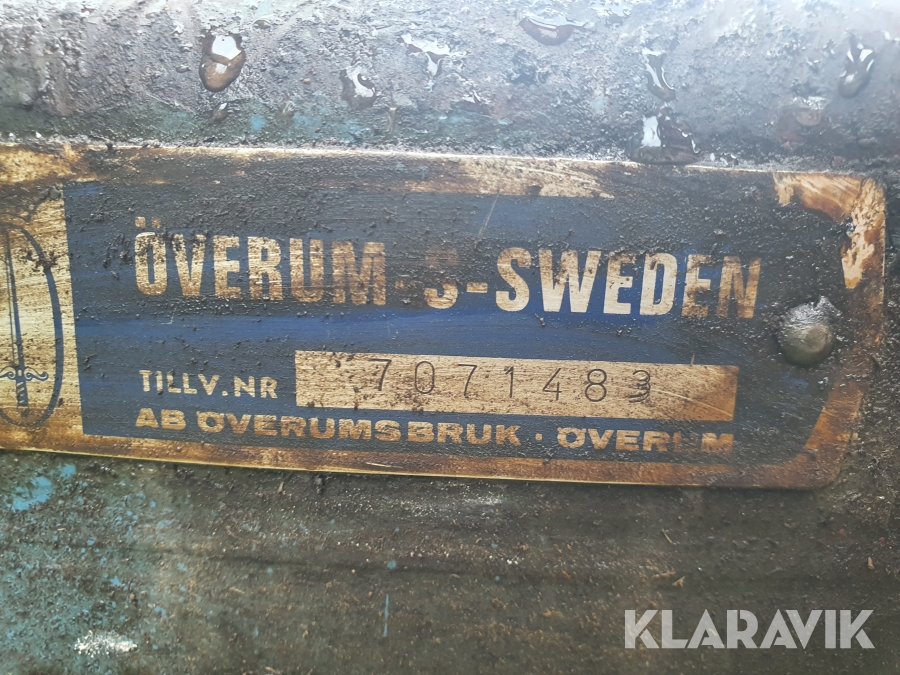 ÖVERUM-S-SWEDEN
TILLV.NR 7071483
AB ÖVERUMSBRUK · ÖVERUM
KLARAVIK